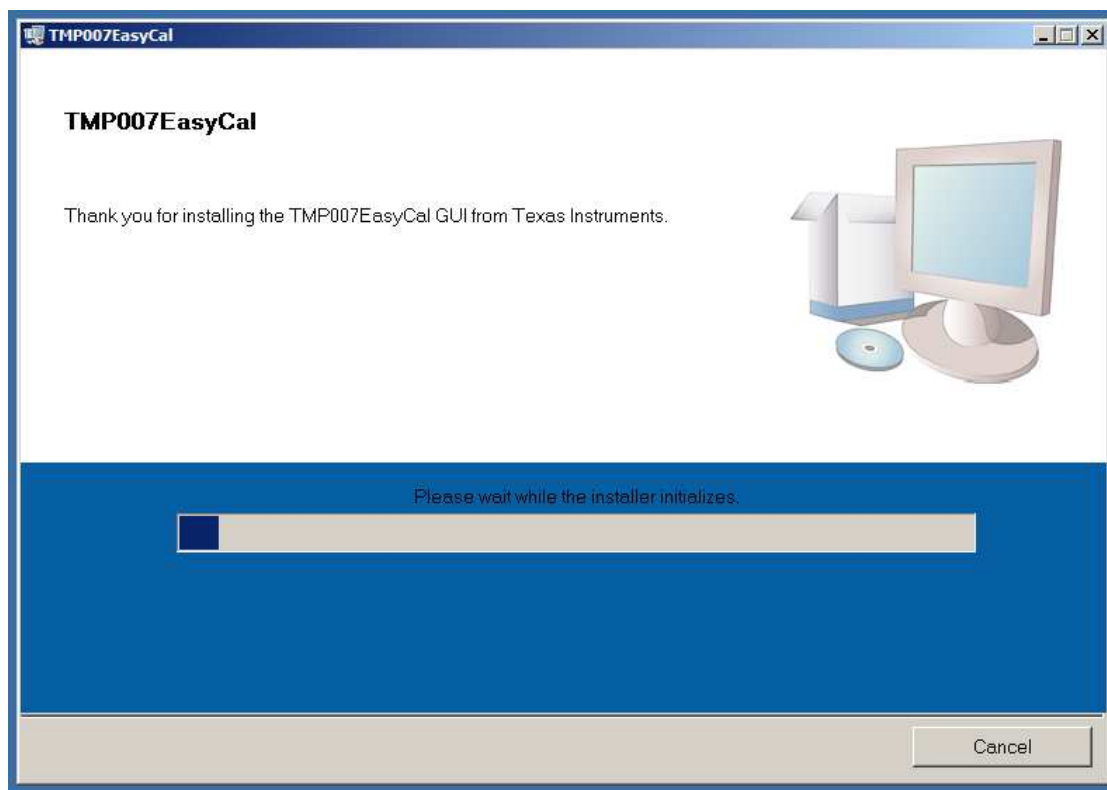 TMP007EasyCal
TMP007EasyCal
Thank you for installing the TMP007EasyCal GUI from Texas Instruments.
Please wait while the installer initializes.
Cancel